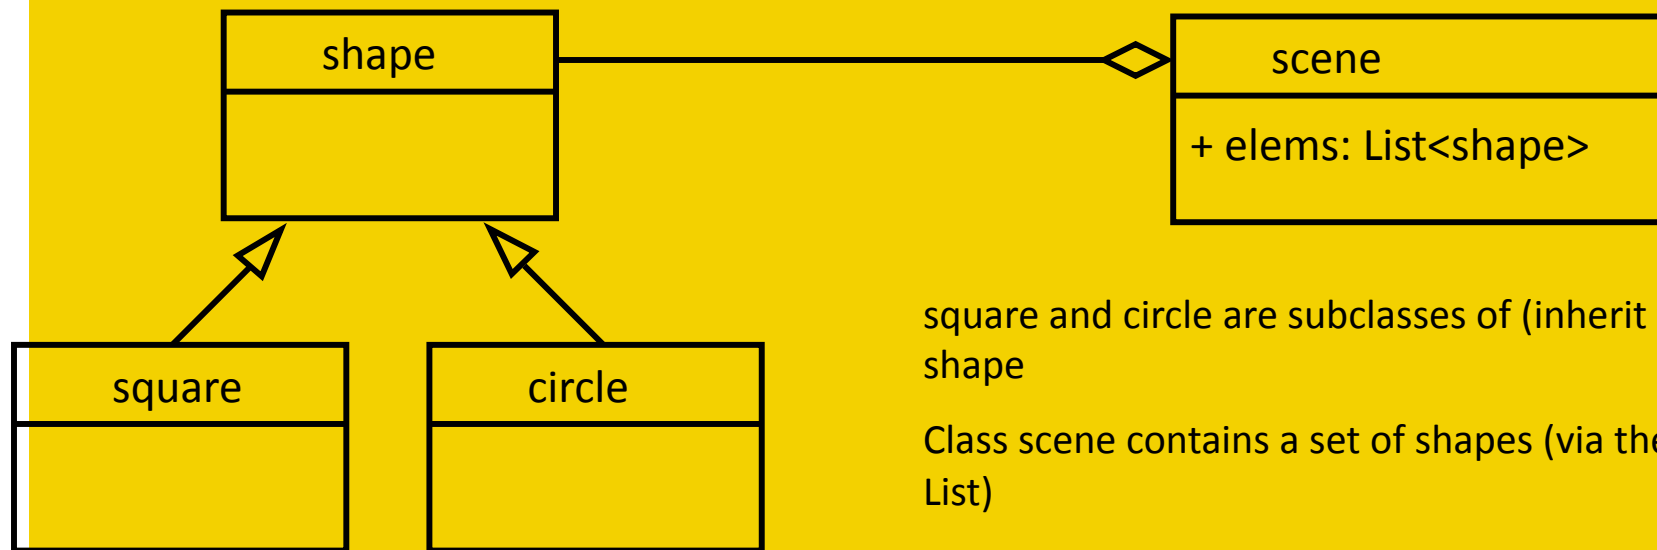 shape
scene
+ elems: List<shape>
square
circle
square and circle are subclasses of (inherit
shape
Class scene contains a set of shapes (via the
List)